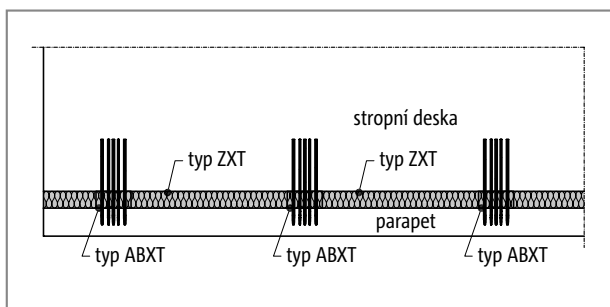 stropní deska
typ ZXT
typ ZXT
parapet
typ ABXT
typ ABXT
typ ABXT